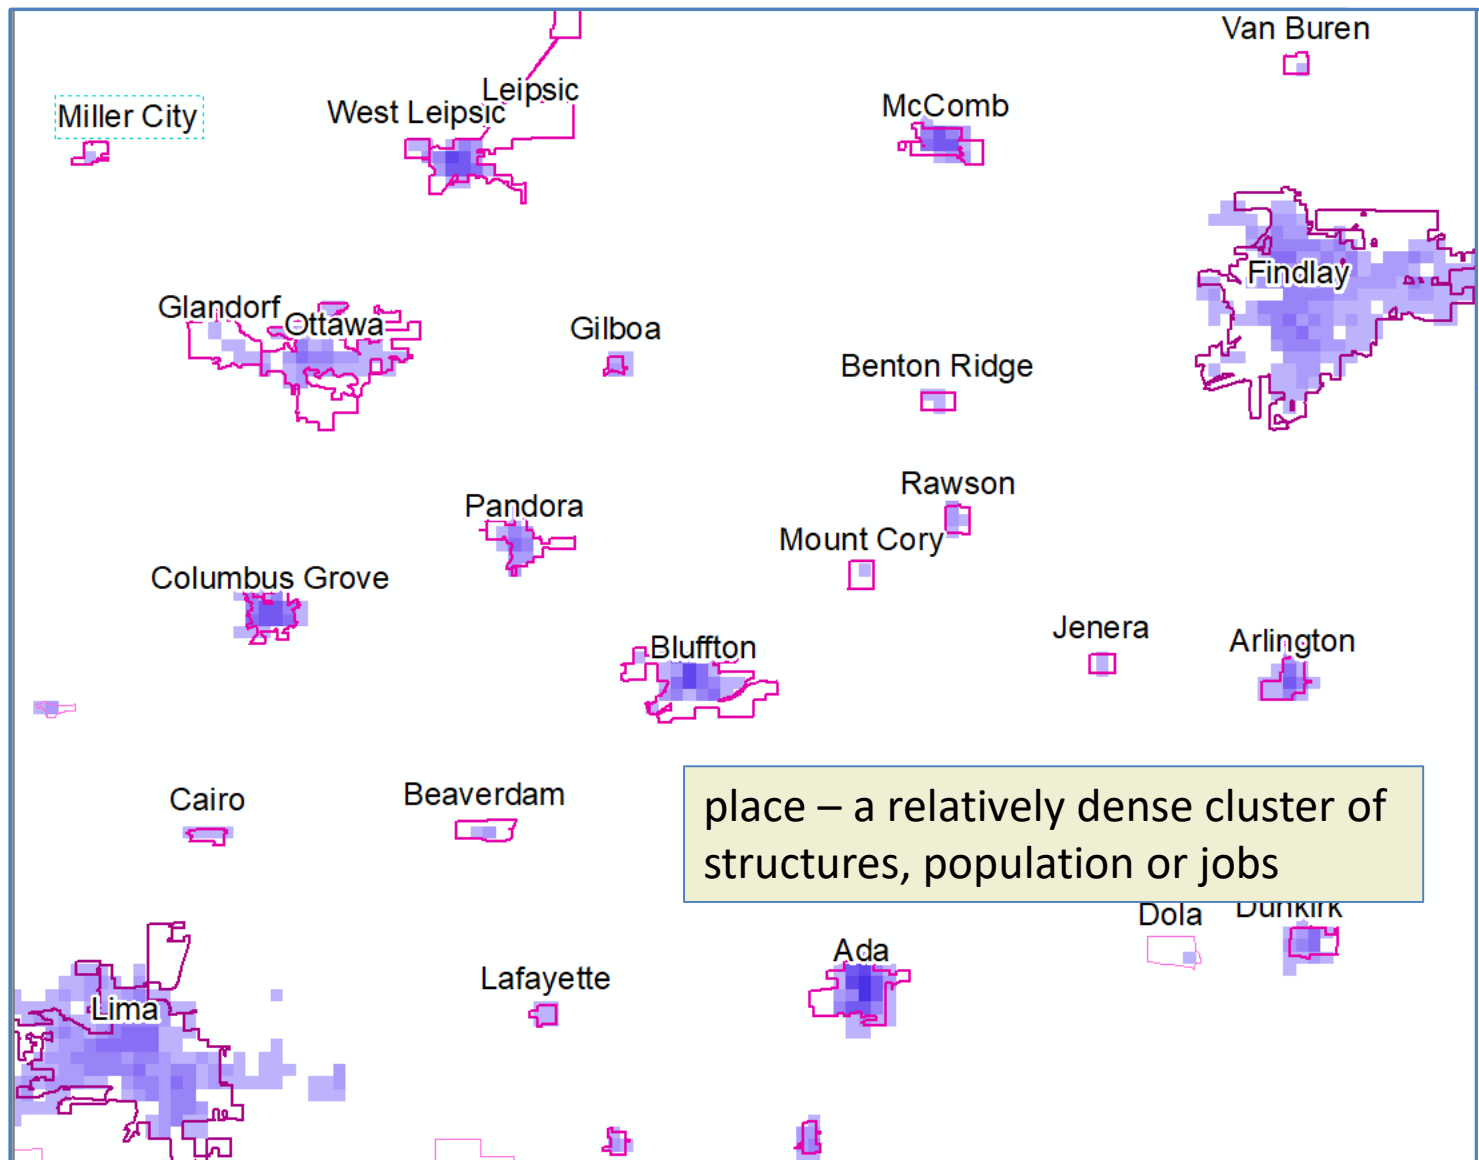 Van Buren
Leipsic
Miller City
West Leipsic
McComb
Findlay
Glandorf
Ottawa
Gilboa
Benton Ridge
Rawson
Pandora
Mount Cory
Columbus Grove
Jenera
Arlington
Bluffton
Cairo
Beaverdam
place – a relatively dense cluster of
structures, population or jobs
Dola
Dunkirk
Ada
Lafayette
Lima